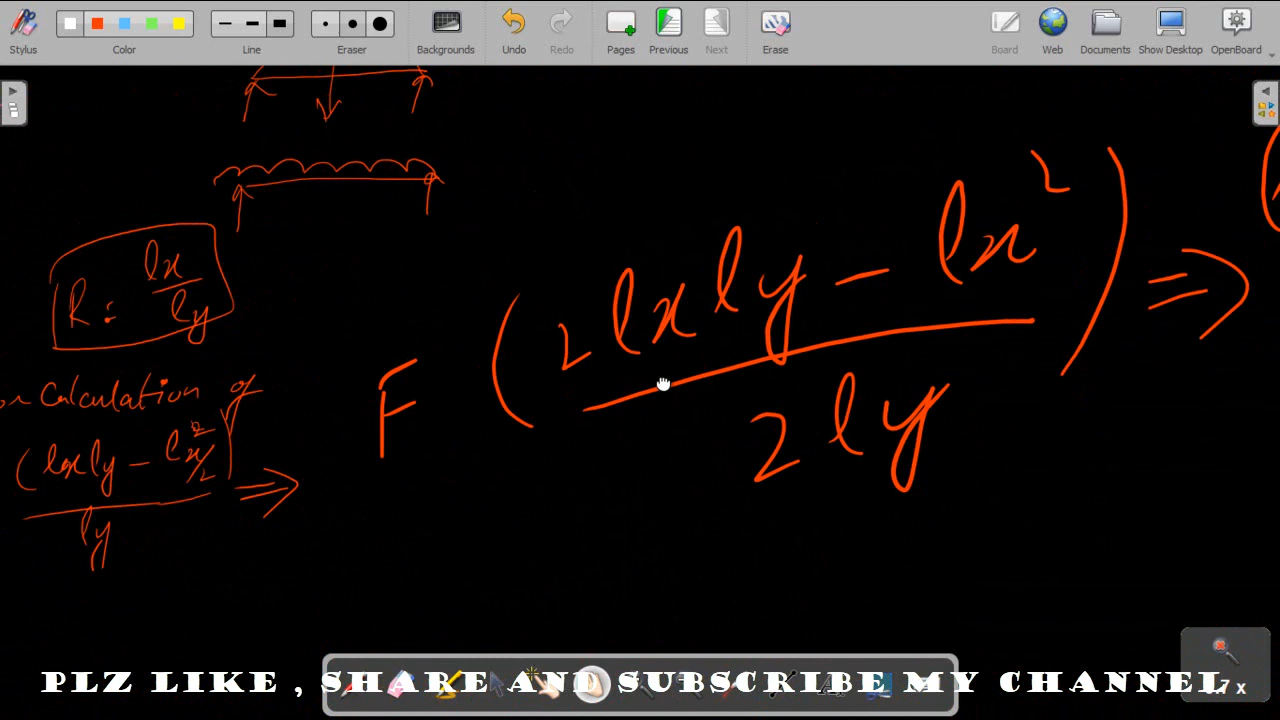 Stylus Color Line Eraser Backgrounds Undo Redo Pages Previous Next Erase Board Web Documents Show Desktop OpenBoard
R: lx/ly
Calculation of
(lxly - lx²/2)/ly ⇒
F (2lxly - lx²)/2ly) ⇒
PLZ LIKE , SHARE AND SUBSCRIBE MY CHANNEL
.7 x